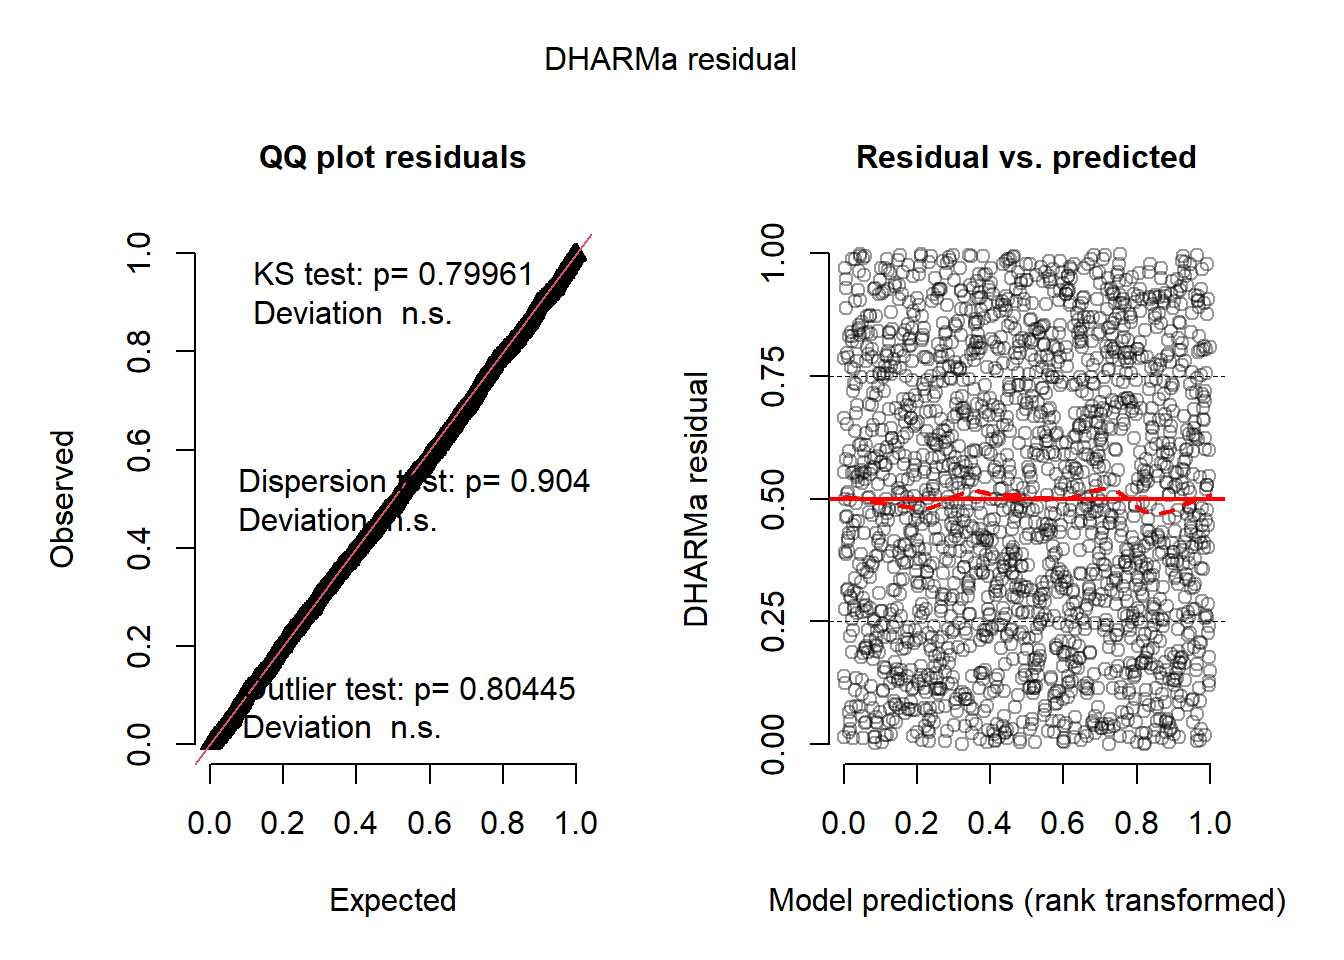 DHARMa residual
QQ plot residuals
KS test: p= 0.79961
Deviation  n.s.
Dispersion test: p= 0.904
Deviation n.s.
Outlier test: p= 0.80445
Deviation  n.s.
Observed
0.0 0.2 0.4 0.6 0.8 1.0
0.0 0.2 0.4 0.6 0.8 1.0
Expected
Residual vs. predicted
DHARMa residual
0.00 0.25 0.50 0.75 1.00
0.0 0.2 0.4 0.6 0.8 1.0
Model predictions (rank transformed)